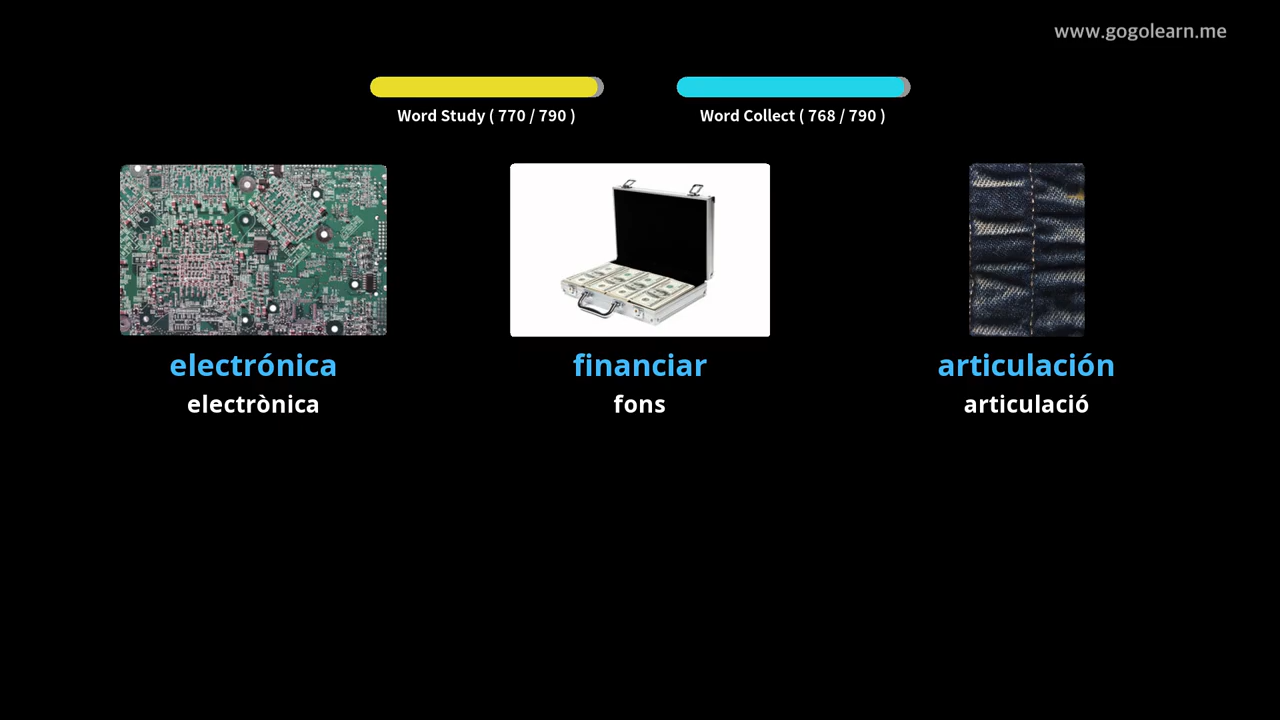 www.gogolearn.me
Word Study ( 770 / 790 )
Word Collect ( 768 / 790 )
electrónica
electrònica
financiar
fons
articulación
articulació